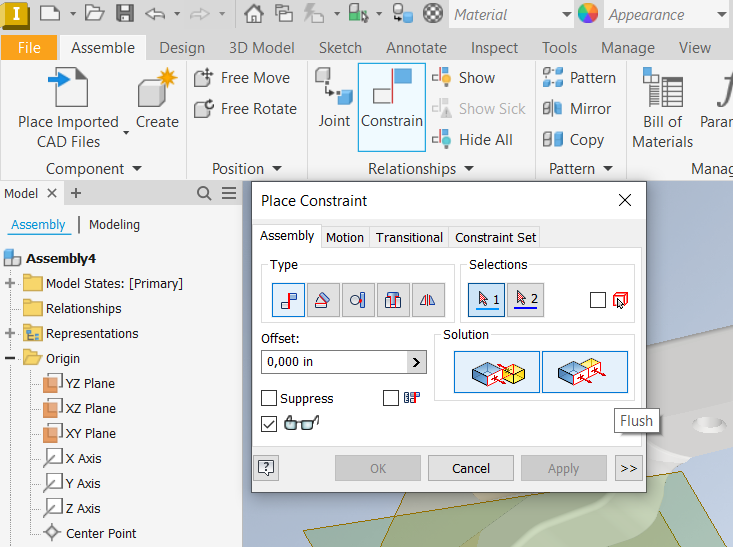 I
Material
Appearance
File
Assemble
Design
3D Model
Sketch
Annotate
Inspect
Tools
Manage
View
Place Imported
CAD Files
Create
Free Move
Free Rotate
Joint
Constrain
Show
Show Sick
Hide All
Pattern
Mirror
Copy
Bill of
Materials
Param
Component
Position
Relationships
Pattern
Manag
Model
Assembly
Modeling
Assembly4
Model States: [Primary]
Relationships
Representations
Origin
YZ Plane
XZ Plane
XY Plane
X Axis
Y Axis
Z Axis
Center Point
Place Constraint
Assembly
Motion
Transitional
Constraint Set
Type
Selections
1
2
Offset:
0,000 in
>
Solution
Suppress
Flush
?
OK
Cancel
Apply
>>